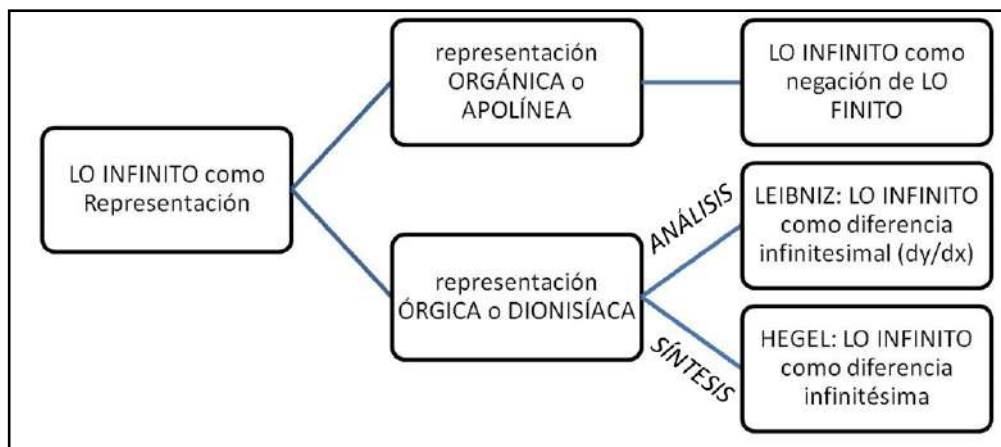 LO INFINITO como
Representación
representación
ORGÁNICA o
APOLÍNEA
LO INFINITO como
negación de LO
FINITO
representación
ÓRGICA o DIONISÍACA
ANÁLISIS
LEIBNIZ: LO INFINITO
como diferencia
infinitesimal (dy/dx)
SÍNTESIS
HEGEL: LO INFINITO
como diferencia
infinitésima